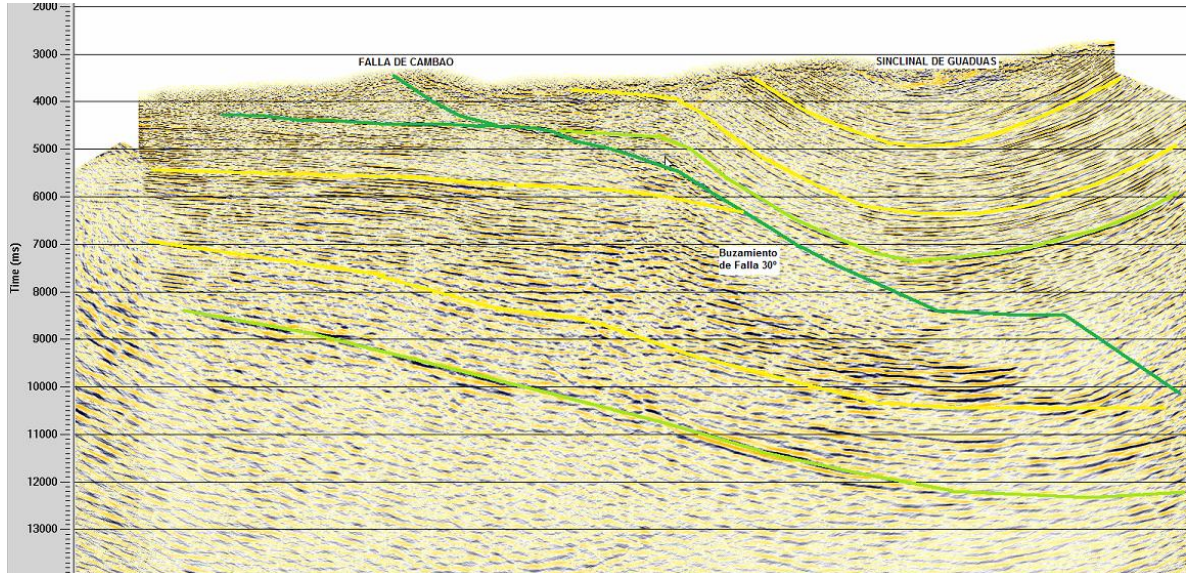 2000
3000
FALLA DE CAMBAO
SINCLINAL DE GUADUAS
4000
5000
6000
7000
Time (ms)
Buzamiento
de Falla 30°
8000
9000
10000
11000
12000
13000